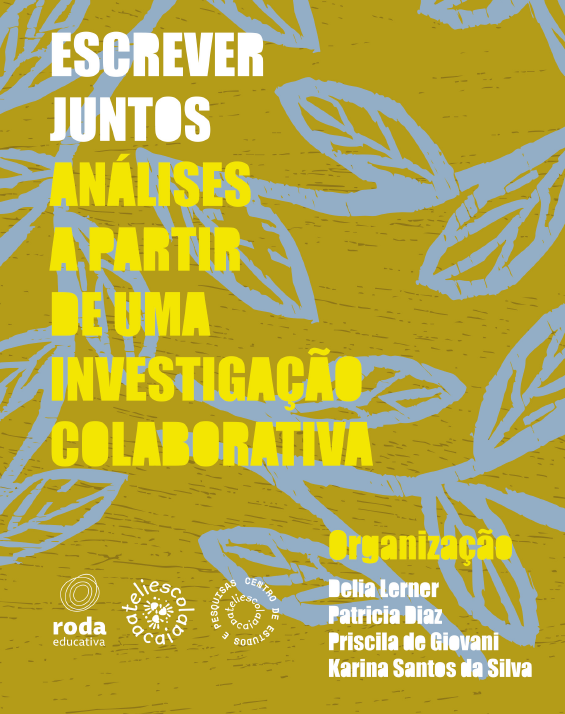 ESCREVER
JUNTOS
ANÁLISES
A PARTIR
DE UMA
INVESTIGAÇÃO
COLABORATIVA
Organização
Delia Lerner
Patricia Diaz
Priscila de Giovani
Karina Santos da Silva
roda
educativa
ateliescola
acaia
CENTRO DE ESTUDOS E PESQUISAS
ateliescola
acaia